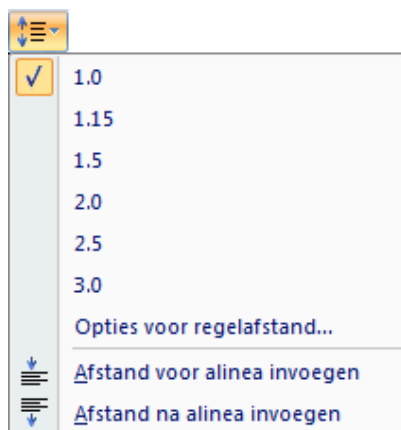 1.0
1.15
1.5
2.0
2.5
3.0
Opties voor regelafstand...
Afstand voor alinea invoegen
Afstand na alinea invoegen